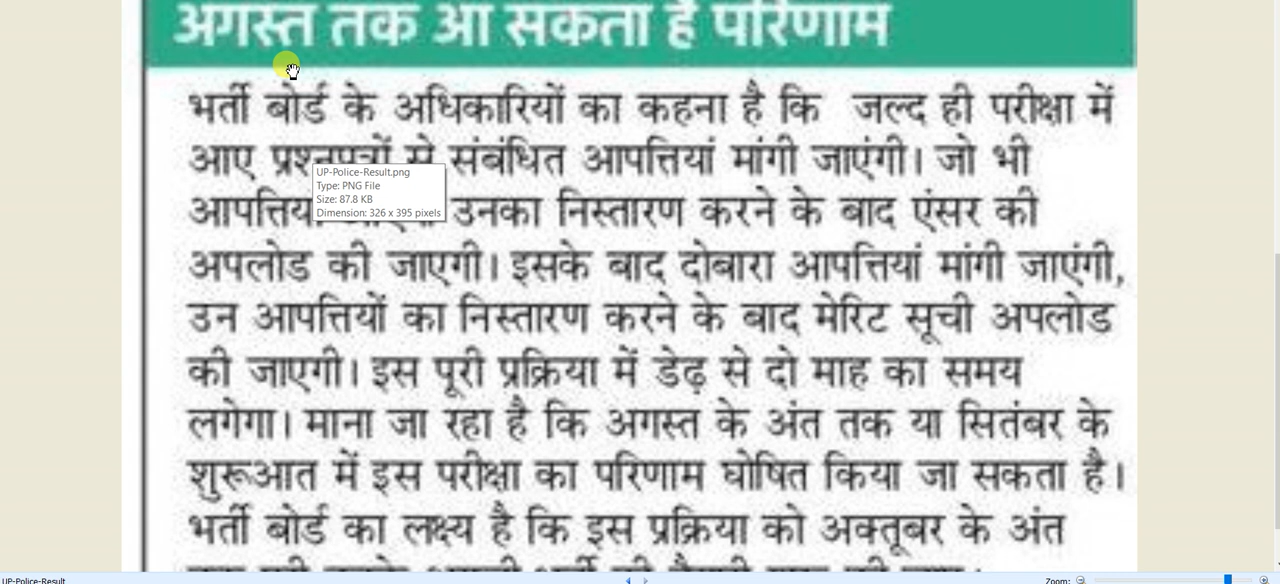 अगस्त तक आ सकता है परिणाम
भर्ती बोर्ड के अधिकारियों का कहना है कि जल्द ही परीक्षा में
आए प्रश्नपत्रों से संबंधित आपत्तियां मांगी जाएंगी। जो भी
UP-Police-Result.png
Type: PNG File
Size: 87.8 KB
Dimension: 326 x 395 pixels
उनका निस्तारण करने के बाद एंसर की
अपलोड की जाएगी। इसके बाद दोबारा आपत्तियां मांगी जाएंगी,
उन आपत्तियों का निस्तारण करने के बाद मेरिट सूची अपलोड
की जाएगी। इस पूरी प्रक्रिया में डेढ़ से दो माह का समय
लगेगा। माना जा रहा है कि अगस्त के अंत तक या सितंबर के
शुरूआत में इस परीक्षा का परिणाम घोषित किया जा सकता है।
भर्ती बोर्ड का लक्ष्य है कि इस प्रक्रिया को अक्तूबर के अंत
UP-Police-Result
Zoom: